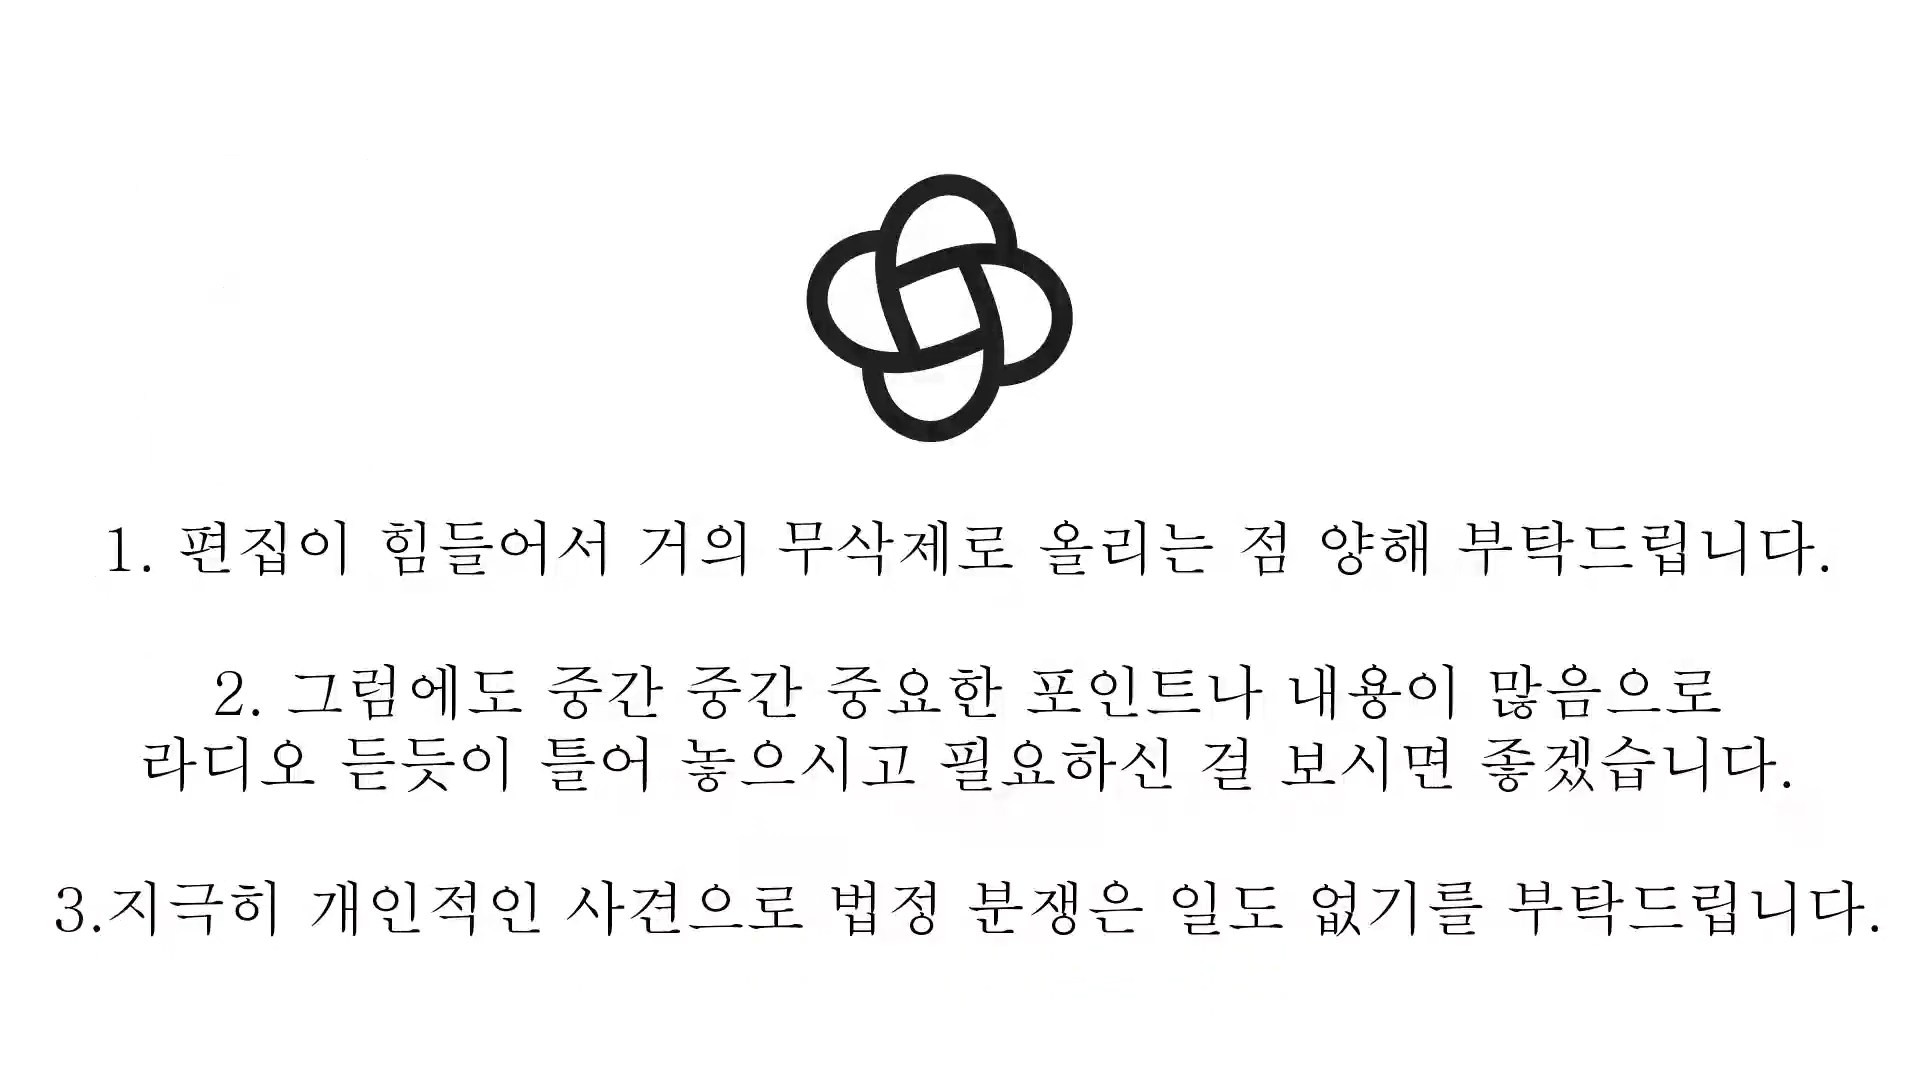 1. 편집이 힘들어서 거의 무삭제로 올리는 점 양해 부탁드립니다.
2. 그럼에도 중간 중간 중요한 포인트나 내용이 많음으로
라디오 듣듯이 틀어 놓으시고 필요하신 걸 보시면 좋겠습니다.
3.지극히 개인적인 사견으로 법정 분쟁은 일도 없기를 부탁드립니다.